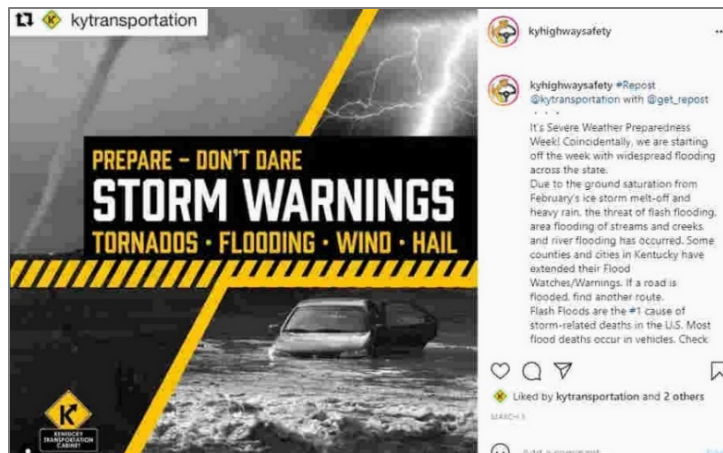 kytransportation
PREPARE – DON'T DARE
STORM WARNINGS
TORNADOS · FLOODING · WIND · HAIL
KENTUCKY
TRANSPORTATION
CABINET
kyhighwaysafety
kyhighwaysafety #Repost
@kytransportation with @get_repost
・・・
It's Severe Weather Preparedness
Week! Coincidentally, we are starting
off the week with widespread flooding
across the state.
Due to the ground saturation from
February's ice storm melt-off and
heavy rain, the threat of flash flooding,
area flooding of streams and creeks
and river flooding has occurred. Some
counties and cities in Kentucky have
extended their Flood
Watches/Warnings. If a road is
flooded, find another route.
Flash Floods are the #1 cause of
storm-related deaths in the U.S. Most
flood deaths occur in vehicles. Check
Liked by kytransportation and 2 others
MARCH
Add a comment